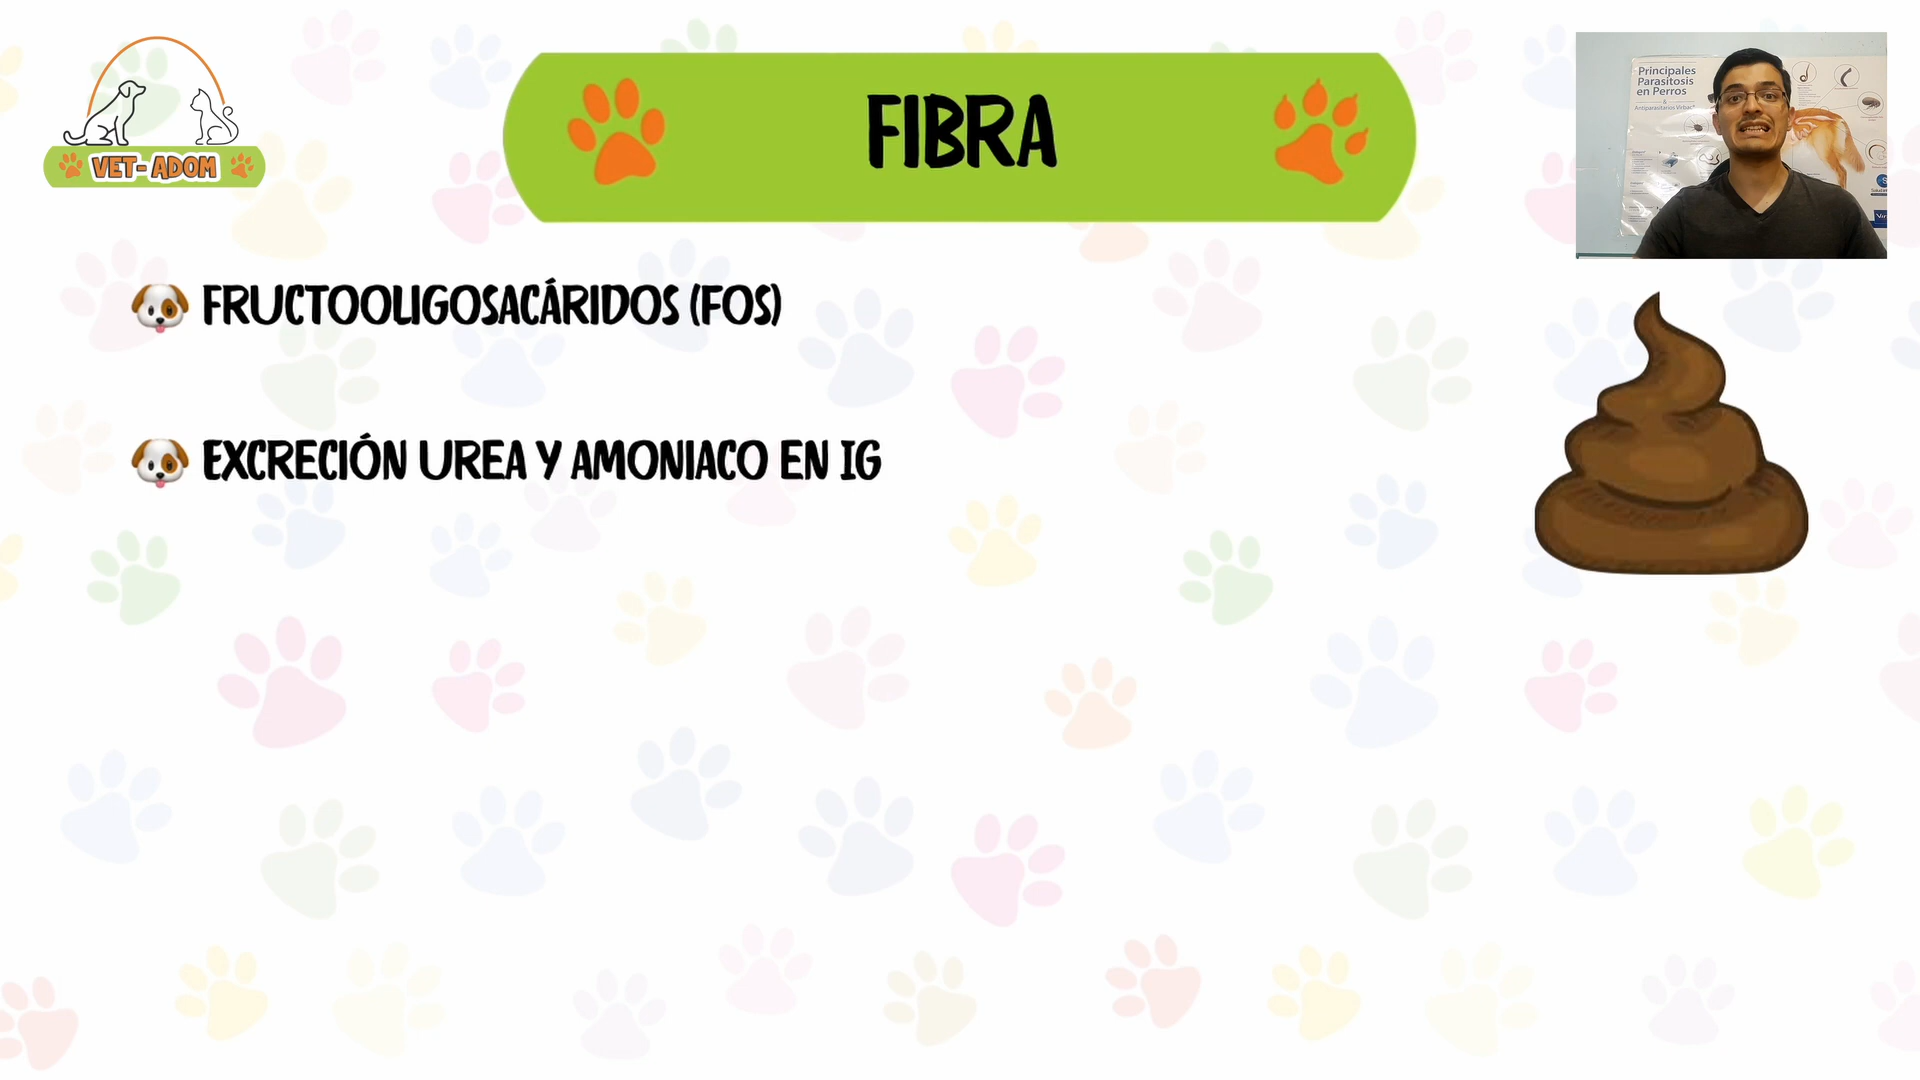 VET-ADOM
FIBRA
Principales
Parasitosis
en Perros
FRUCTOOLIGOSACÁRIDOS (FOS)
EXCRECIÓN UREA Y AMONIACO EN IG